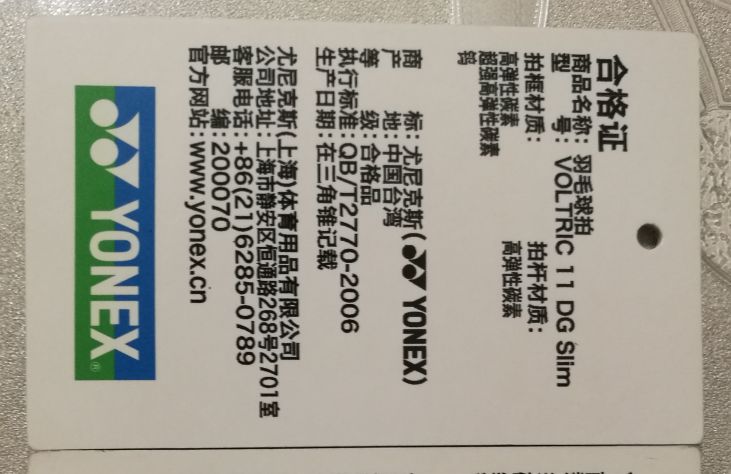 合格证
商品名称：羽毛球拍
型 号：VOLTRIC 11 DG Slim
拍框材质： 拍杆材质：
高弹性碳素 高弹性碳素
超强高弹性碳素
钨
商 标：尤尼克斯(YONEX)
产 地：中国台湾
等 级：合格品
执行标准：QB/T2770-2006
生产日期：在三角锥记载
尤尼克斯(上海)体育用品有限公司
公司地址：上海市静安区恒通路268号2701室
客服电话：+86(21)6285-0789
邮 编：200070
官方网站：www.yonex.cn
YONEX®